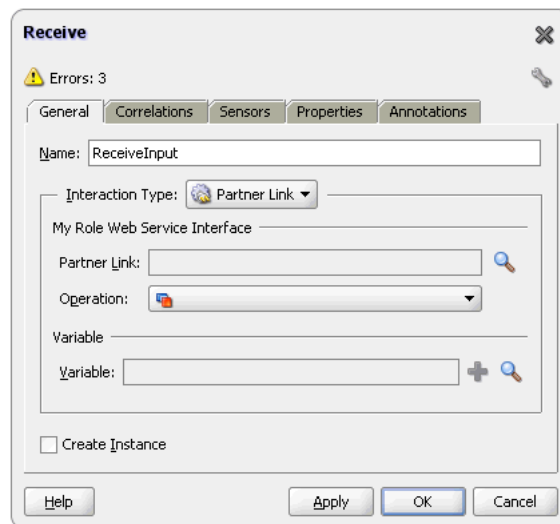 Receive
Errors: 3
General Correlations Sensors Properties Annotations
Name: ReceiveInput
Interaction Type: Partner Link
My Role Web Service Interface
Partner Link:
Operation:
Variable
Variable:
Create Instance
Help Apply OK Cancel